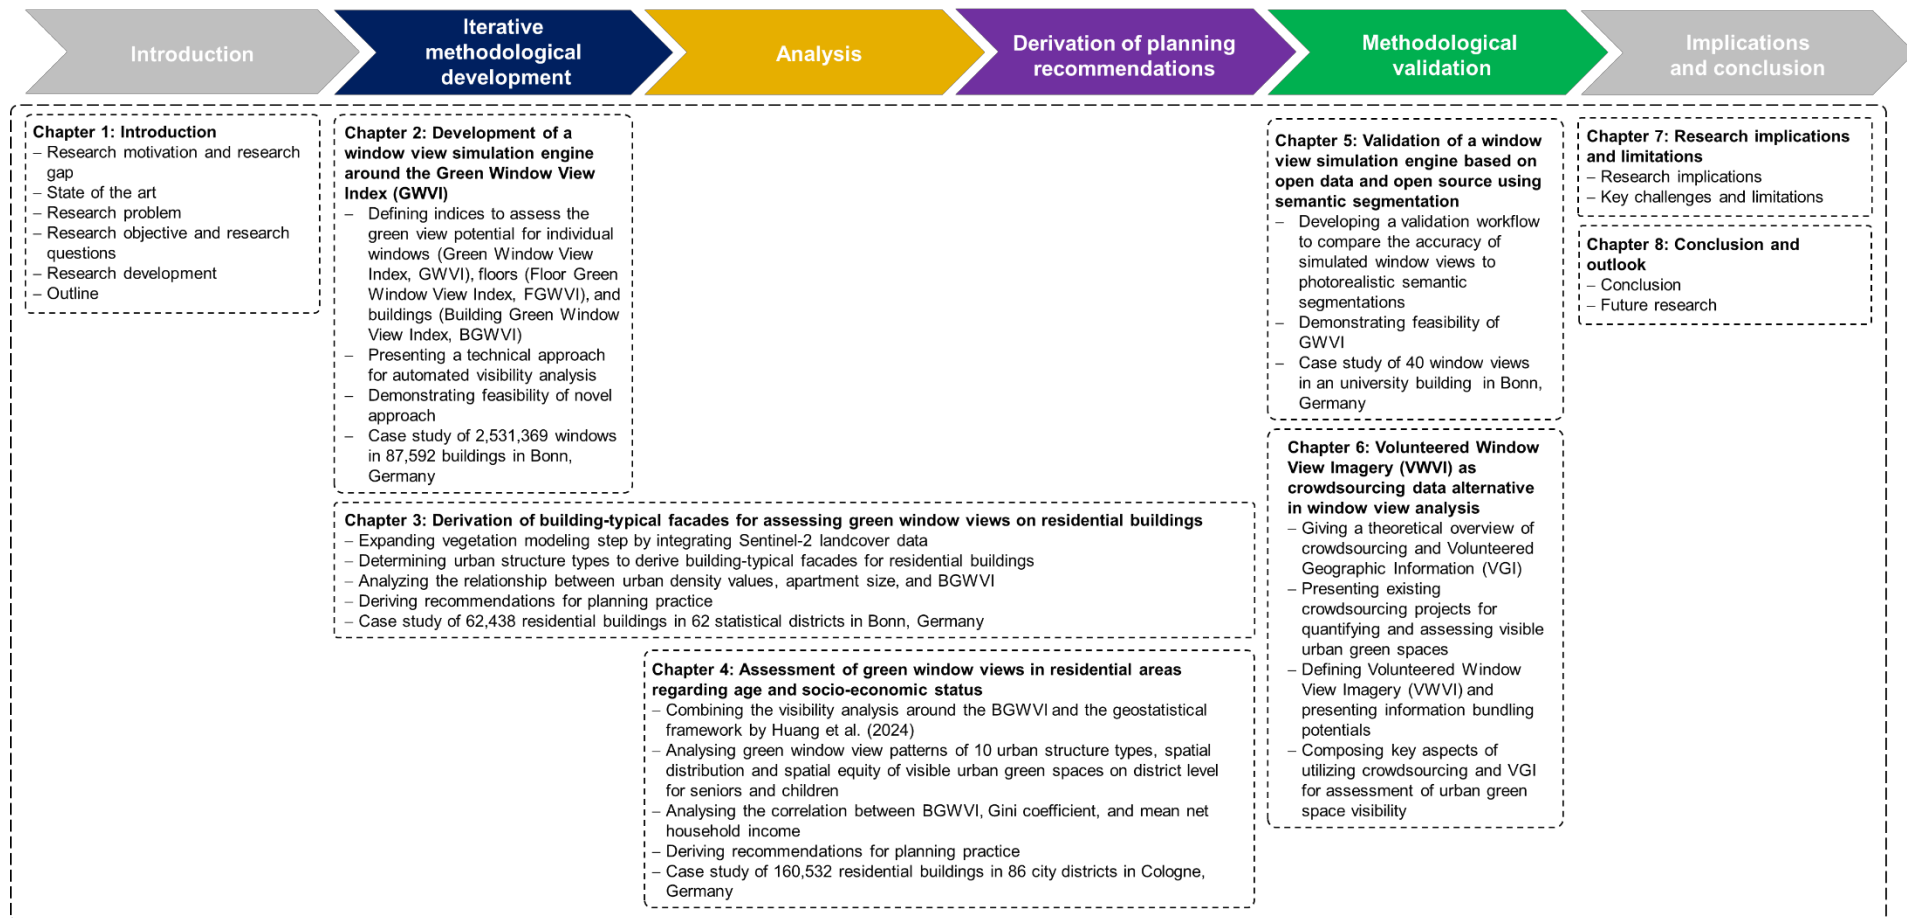 Introduction
Iterative
methodological
development
Analysis
Derivation of planning
recommendations
Methodological
validation
Implications
and conclusion
Chapter 1: Introduction
– Research motivation and research
gap
– State of the art
– Research problem
– Research objective and research
questions
– Research development
– Outline
Chapter 2: Development of a
window view simulation engine
around the Green Window View
Index (GWVI)
– Defining indices to assess the
green view potential for individual
windows (Green Window View
Index, GWVI), floors (Floor Green
Window View Index, FGWVI), and
buildings (Building Green Window
View Index, BGWVI)
– Presenting a technical approach
for automated visibility analysis
– Demonstrating feasibility of novel
approach
– Case study of 2,531,369 windows
in 87,592 buildings in Bonn,
Germany
Chapter 3: Derivation of building-typical facades for assessing green window views on residential buildings
– Expanding vegetation modeling step by integrating Sentinel-2 landcover data
– Determining urban structure types to derive building-typical facades for residential buildings
– Analyzing the relationship between urban density values, apartment size, and BGWVI
– Deriving recommendations for planning practice
– Case study of 62,438 residential buildings in 62 statistical districts in Bonn, Germany
Chapter 4: Assessment of green window views in residential areas
regarding age and socio-economic status
– Combining the visibility analysis around the BGWVI and the geostatistical
framework by Huang et al. (2024)
– Analysing green window view patterns of 10 urban structure types, spatial
distribution and spatial equity of visible urban green spaces on district level
for seniors and children
– Analysing the correlation between BGWVI, Gini coefficient, and mean net
household income
– Deriving recommendations for planning practice
– Case study of 160,532 residential buildings in 86 city districts in Cologne,
Germany
Chapter 5: Validation of a window
view simulation engine based on
open data and open source using
semantic segmentation
– Developing a validation workflow
to compare the accuracy of
simulated window views to
photorealistic semantic
segmentations
– Demonstrating feasibility of
GWVI
– Case study of 40 window views
in an university building in Bonn,
Germany
Chapter 6: Volunteered Window
View Imagery (VWVI) as
crowdsourcing data alternative
in window view analysis
– Giving a theoretical overview of
crowdsourcing and Volunteered
Geographic Information (VGI)
– Presenting existing
crowdsourcing projects for
quantifying and assessing visible
urban green spaces
– Defining Volunteered Window
View Imagery (VWVI) and
presenting information bundling
potentials
– Composing key aspects of
utilizing crowdsourcing and VGI
for assessment of urban green
space visibility
Chapter 7: Research implications
and limitations
– Research implications
– Key challenges and limitations
Chapter 8: Conclusion and
outlook
– Conclusion
– Future research